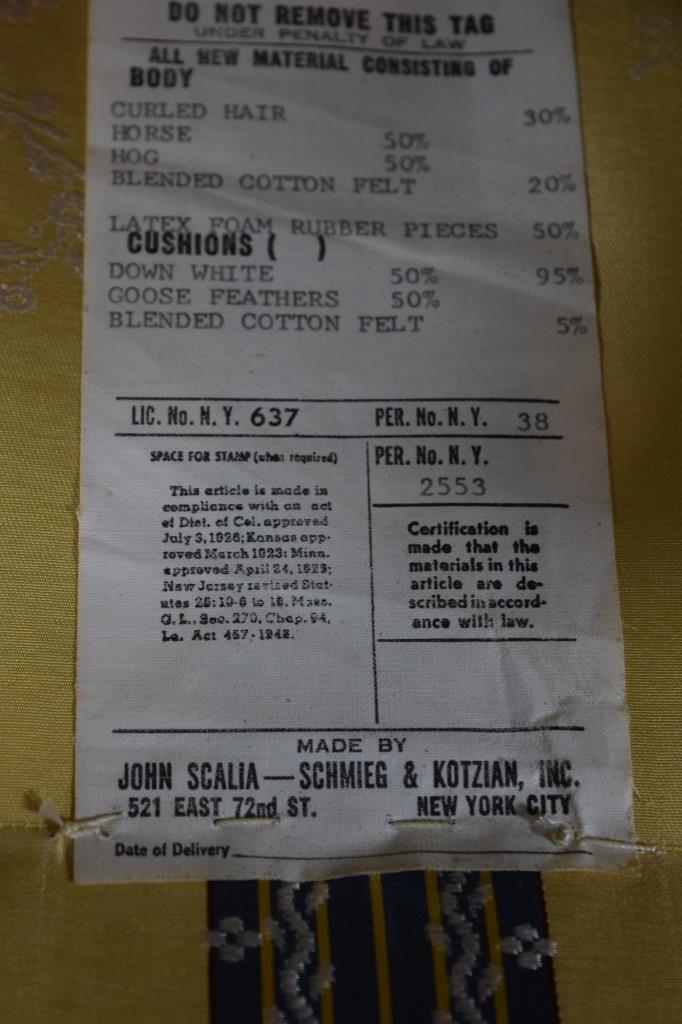 DO NOT REMOVE THIS TAG
UNDER PENALTY OF LAW
ALL NEW MATERIAL CONSISTING OF
BODY
CURLED HAIR 30%
HORSE 50%
HOG 50%
BLENDED COTTON FELT 20%
LATEX FOAM RUBBER PIECES 50%
CUSHIONS ( )
DOWN WHITE 50% 95%
GOOSE FEATHERS 50%
BLENDED COTTON FELT 5%
LIC. No. N. Y. 637 PER. No. N. Y. 38
SPACE FOR STAMP (when required)
This article is made in
compliance with an act
of Dist. of Col. approved
July 3, 1926; Kansas app-
roved March 1923; Minn.
approved April 24, 1929;
New Jersey revised Stat-
utes 26:10-6 to 18. Mass.
G. L., Sec. 270, Chap. 94,
La. Act 467-1948.
PER. No. N. Y.
2553
Certification is
made that the
materials in this
article are de-
scribed in accord-
ance with law.
MADE BY
JOHN SCALIA — SCHMIEG & KOTZIAN, INC.
521 EAST 72nd ST. NEW YORK CITY
Date of Delivery